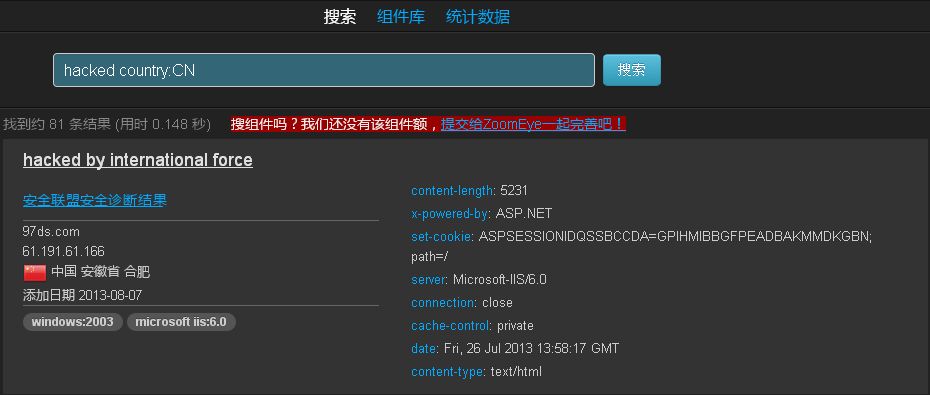 搜索 组件库 统计数据
hacked country:CN
搜索
找到约 81 条结果 (用时 0.148 秒) 搜组件吗？我们还没有该组件额，提交给ZoomEye一起完善吧！
hacked by international force
安全联盟安全诊断结果
97ds.com
61.191.61.166
中国 安徽省 合肥
添加日期 2013-08-07
windows:2003 microsoft iis:6.0
content-length: 5231
x-powered-by: ASP.NET
set-cookie: ASPSESSIONIDQSSBCCDA=GPIHMIBBGFPEADBAKMMDKGBN;
path=/
server: Microsoft-IIS/6.0
connection: close
cache-control: private
date: Fri, 26 Jul 2013 13:58:17 GMT
content-type: text/html